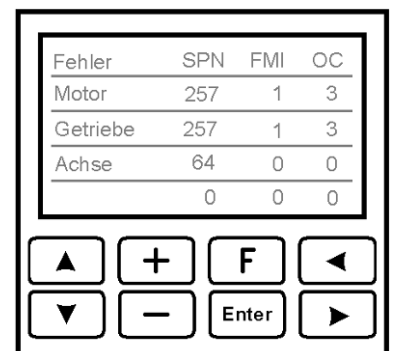 Fehler SPN FMI OC
Motor 257 1 3
Getriebe 257 1 3
Achse 64 0 0
0 0 0
+ F
− Enter